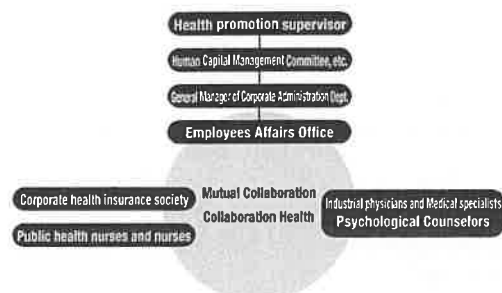 Health promotion supervisor
Human Capital Management Committee, etc.
General Manager of Corporate Administration Dept.
Employees Affairs Office
Mutual Collaboration
Collaboration Health
Corporate health insurance society
Public health nurses and nurses
Industrial physicians and Medical specialists
Psychological Counselors